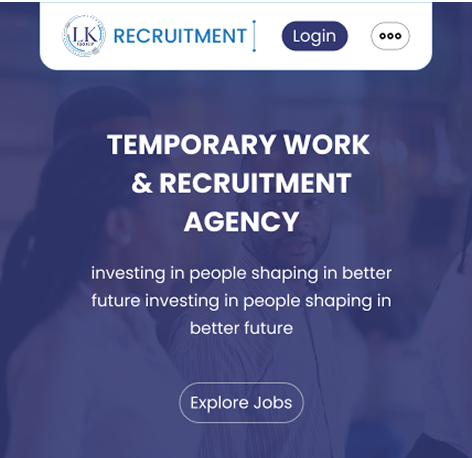 LK
GROUP
RECRUITMENT
Login
TEMPORARY WORK
& RECRUITMENT
AGENCY
investing in people shaping in better
future investing in people shaping in
better future
Explore Jobs